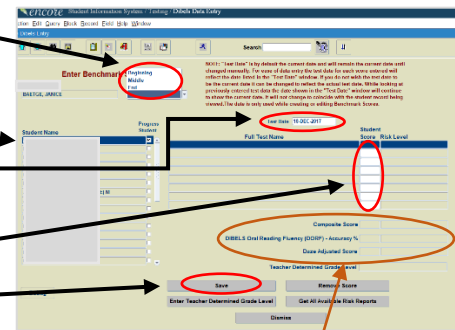 encore Student Information System - Testing - Dibels Data Entry
Action Edit Query Block Record Field Help Window
Dibels Entry
Search
NOTE: "Test Date" is by default the current date and will remain the current date until
changed manually. For ease of data entry the test date for each score entered will
reflect the date listed in the "Test Date" window. If you do not wish the test date to
be the current date it can be changed to reflect the actual test date. While looking at
previously entered test data the date shown in the "Test Date" window will continue
to show the current date. It will not change to coincide with the student record being
viewed. The date is only used while creating or editing Benchmark Scores.
Enter Benchmark
Beginning
Middle
End
Test Date 18-DEC-2017
Student Name
Progress
Student
Full Test Name
Student
Score Risk Level
M
Composite Score
DIBELS Oral Reading Fluency (DORF) - Accuracy %
Daze Adjusted Score
Teacher Determined Grade Level
Save
Remove Score
Enter Teacher Determined Grade Level
Get All Available Risk Reports
Dismiss